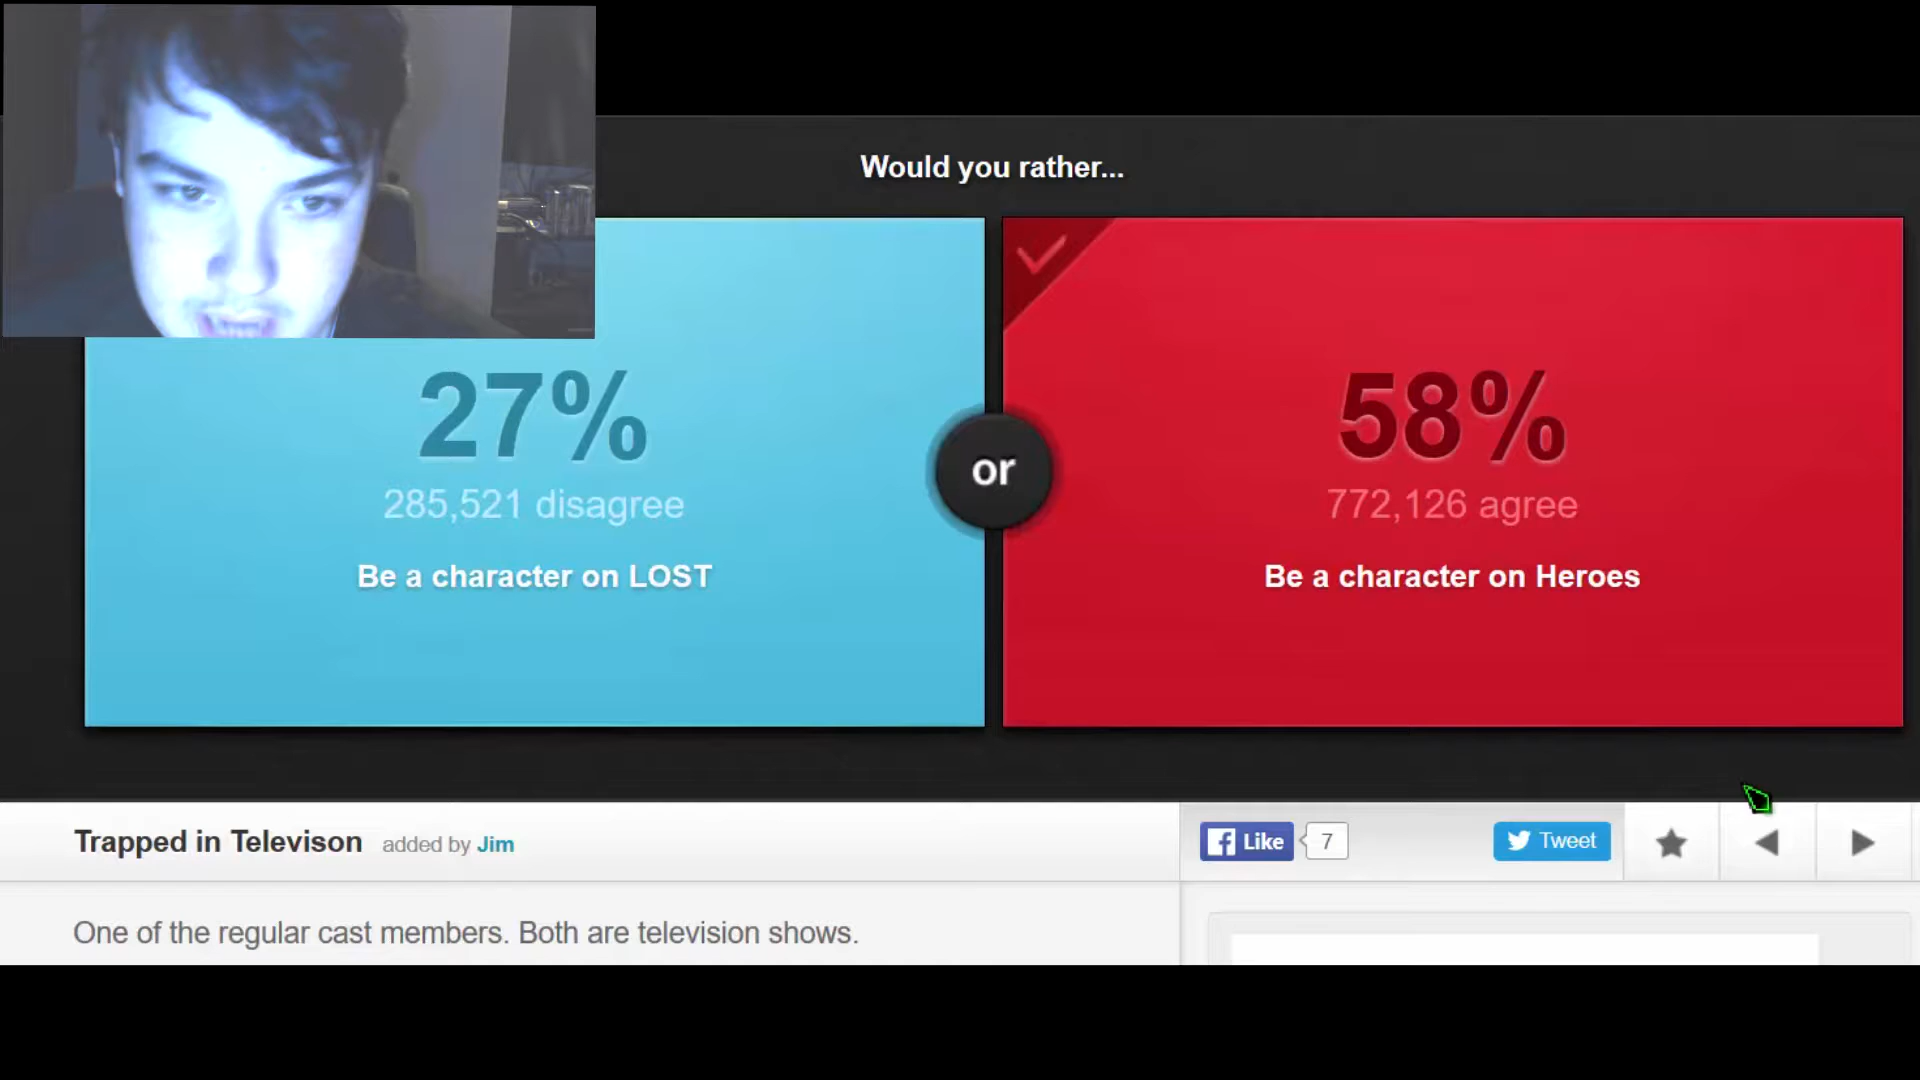 Would you rather...
27%
285,521 disagree
Be a character on LOST
or
58%
772,126 agree
Be a character on Heroes
Trapped in Televison added by Jim
Like 7
Tweet
One of the regular cast members. Both are television shows.